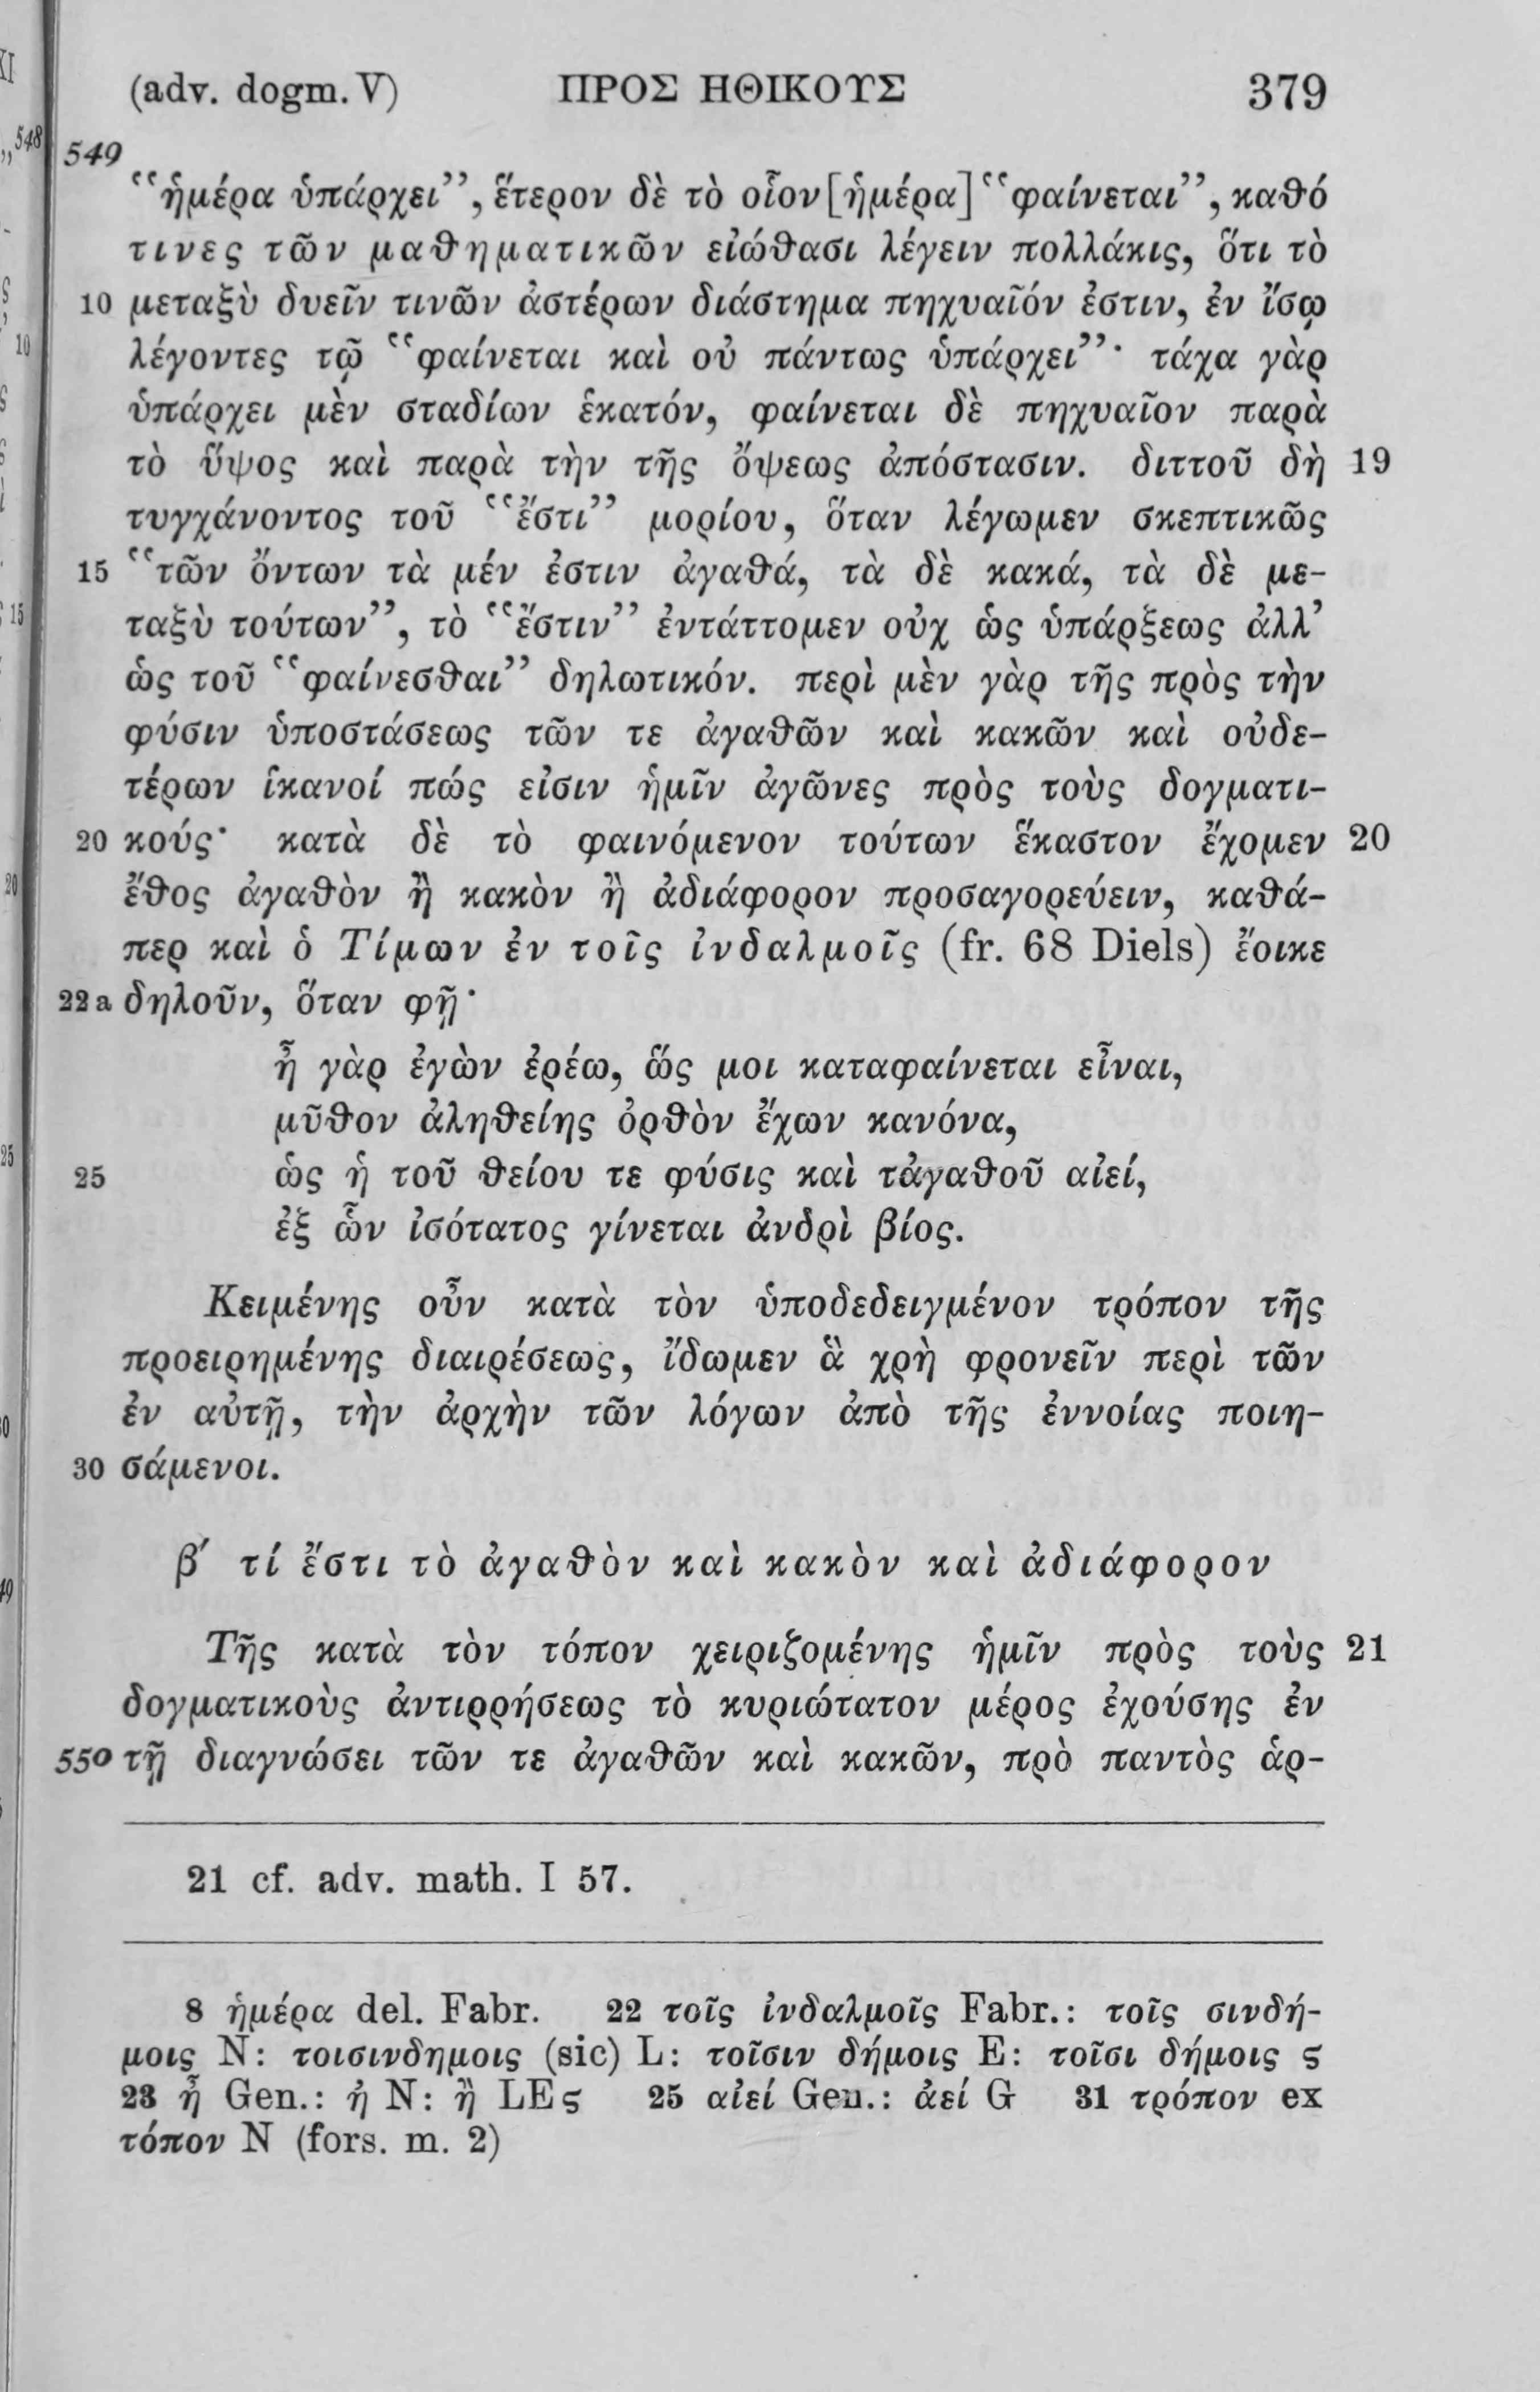 (adv. dogm. V) ΠΡΟΣ ΗΘΙΚΟΥΣ 379
549
“ἡμέρα ὑπάρχει”, ἕτερον δὲ τὸ οἷον [ἡμέρα] “φαίνεται”, καθό
τινες τῶν μαθηματικῶν εἰώθασι λέγειν πολλάκις, ὅτι τὸ
10 μεταξὺ δυεῖν τινῶν ἀστέρων διάστημα πηχυαῖόν ἐστιν, ἐν ἴσῳ
λέγοντες τῷ “φαίνεται καὶ οὐ πάντως ὑπάρχει”· τάχα γὰρ
ὑπάρχει μὲν σταδίων ἑκατόν, φαίνεται δὲ πηχυαῖον παρὰ
τὸ ὕψος καὶ παρὰ τὴν τῆς ὄψεως ἀπόστασιν. διττοῦ δὴ 19
τυγχάνοντος τοῦ “ἔστι” μορίου, ὅταν λέγωμεν σκεπτικῶς
15 “τῶν ὄντων τὰ μέν ἐστιν ἀγαθά, τὰ δὲ κακά, τὰ δὲ με-
ταξὺ τούτων”, τὸ “ἔστιν” ἐντάττομεν οὐχ ὡς ὑπάρξεως ἀλλ’
ὡς τοῦ “φαίνεσθαι” δηλωτικόν. περὶ μὲν γὰρ τῆς πρὸς τὴν
φύσιν ὑποστάσεως τῶν τε ἀγαθῶν καὶ κακῶν καὶ οὐδε-
τέρων ἱκανοί πώς εἰσιν ἡμῖν ἀγῶνες πρὸς τοὺς δογματι-
20 κούς· κατὰ δὲ τὸ φαινόμενον τούτων ἕκαστον ἔχομεν 20
ἔθος ἀγαθὸν ἢ κακὸν ἢ ἀδιάφορον προσαγορεύειν, καθά-
περ καὶ ὁ Τίμων ἐν τοῖς ἰνδαλμοῖς (fr. 68 Diels) ἔοικε
22a δηλοῦν, ὅταν φῇ·
ἦ γὰρ ἐγὼν ἐρέω, ὥς μοι καταφαίνεται εἶναι,
μῦθον ἀληθείης ὀρθὸν ἔχων κανόνα,
25 ὡς ἡ τοῦ θείου τε φύσις καὶ τἀγαθοῦ αἰεί,
ἐξ ὧν ἰσότατος γίνεται ἀνδρὶ βίος.
Κειμένης οὖν κατὰ τὸν ὑποδεδειγμένον τρόπον τῆς
προειρημένης διαιρέσεως, ἴδωμεν ἃ χρὴ φρονεῖν περὶ τῶν
ἐν αὐτῇ, τὴν ἀρχὴν τῶν λόγων ἀπὸ τῆς ἐννοίας ποιη-
30 σάμενοι.
β′ τί ἔστι τὸ ἀγαθὸν καὶ κακὸν καὶ ἀδιάφορον
Τῆς κατὰ τὸν τόπον χειριζομένης ἡμῖν πρὸς τοὺς 21
δογματικοὺς ἀντιρρήσεως τὸ κυριώτατον μέρος ἐχούσης ἐν
550 τῇ διαγνώσει τῶν τε ἀγαθῶν καὶ κακῶν, πρὸ παντὸς ἁρ-
21 cf. adv. math. I 57.
8 ἡμέρα del. Fabr. 22 τοῖς ἰνδαλμοῖς Fabr.: τοῖς σινδή-
μοις N: τοισινδημοις (sic) L: τοῖσιν δήμοις E: τοῖσι δήμοις ς
23 ἦ Gen.: ἡ N: ἢ LEς 25 αἰεί Gen.: ἀεί G 31 τρόπον ex
τόπον N (fors. m. 2)